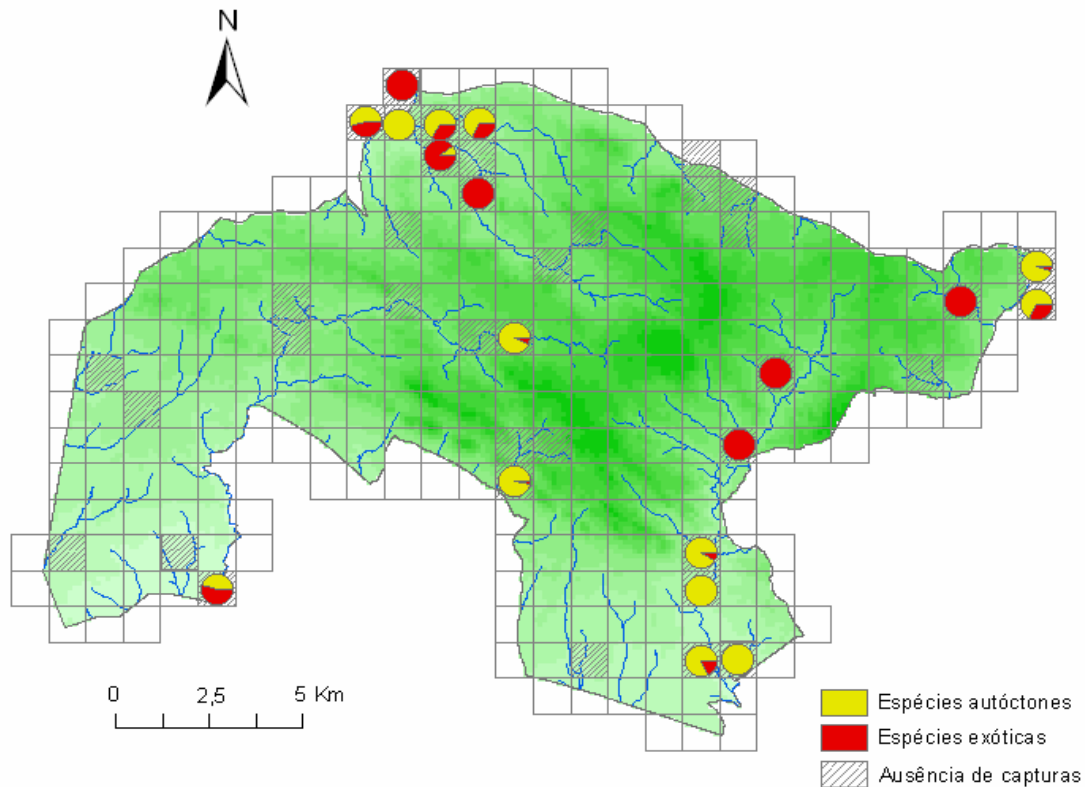 N
0 2,5 5 Km
Espécies autóctones
Espécies exóticas
Ausência de capturas